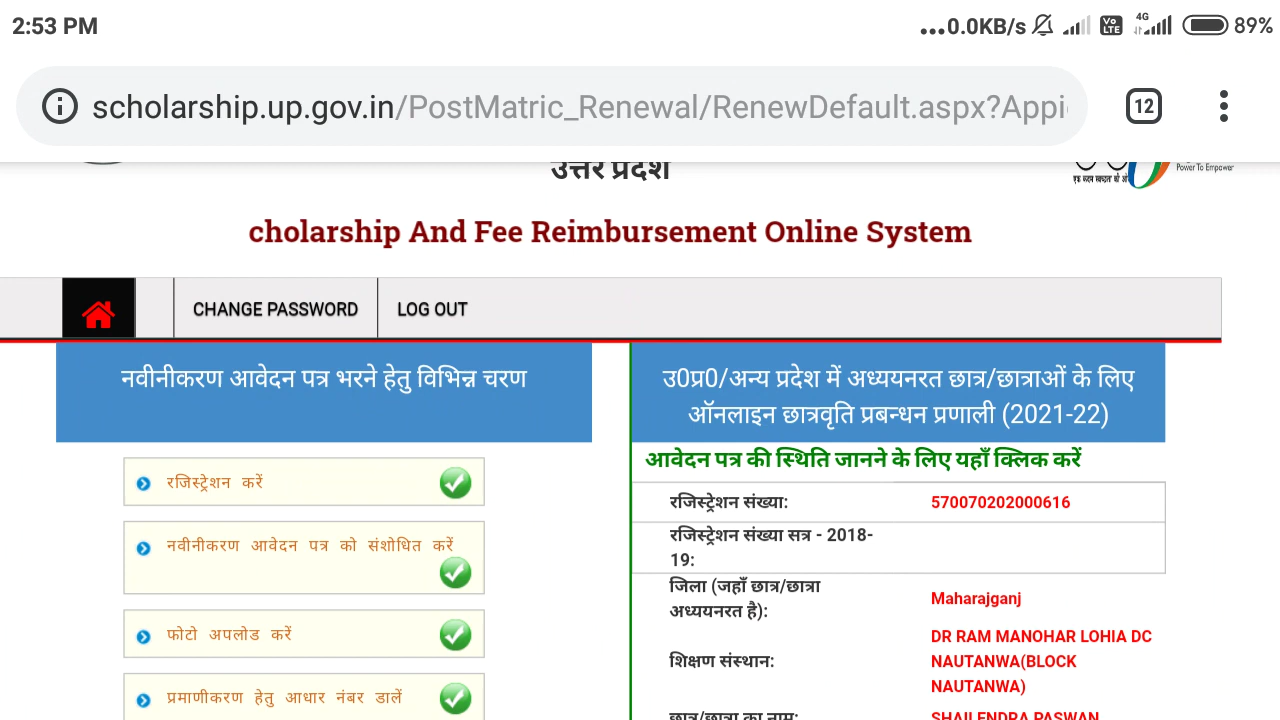 2:53 PM
...0.0KB/s Vo LTE 4G 89%
scholarship.up.gov.in/PostMatric_Renewal/RenewDefault.aspx?Appi
12
उत्तर प्रदेश
Power To Empower
cholarship And Fee Reimbursement Online System
CHANGE PASSWORD
LOG OUT
नवीनीकरण आवेदन पत्र भरने हेतु विभिन्न चरण
रजिस्ट्रेशन करें
नवीनीकरण आवेदन पत्र को संशोधित करें
फोटो अपलोड करें
प्रमाणीकरण हेतु आधार नंबर डालें
उ0प्र0/अन्य प्रदेश में अध्ययनरत छात्र/छात्राओं के लिए
ऑनलाइन छात्रवृति प्रबन्धन प्रणाली (2021-22)
आवेदन पत्र की स्थिति जानने के लिए यहाँ क्लिक करें
रजिस्ट्रेशन संख्या: 570070202000616
रजिस्ट्रेशन संख्या सत्र - 2018-
19:
जिला (जहाँ छात्र/छात्रा
अध्ययनरत है):
Maharajganj
शिक्षण संस्थान:
DR RAM MANOHAR LOHIA DC
NAUTANWA(BLOCK
NAUTANWA)
छात्र/छात्रा का नाम: SHAILENDRA PASWAN